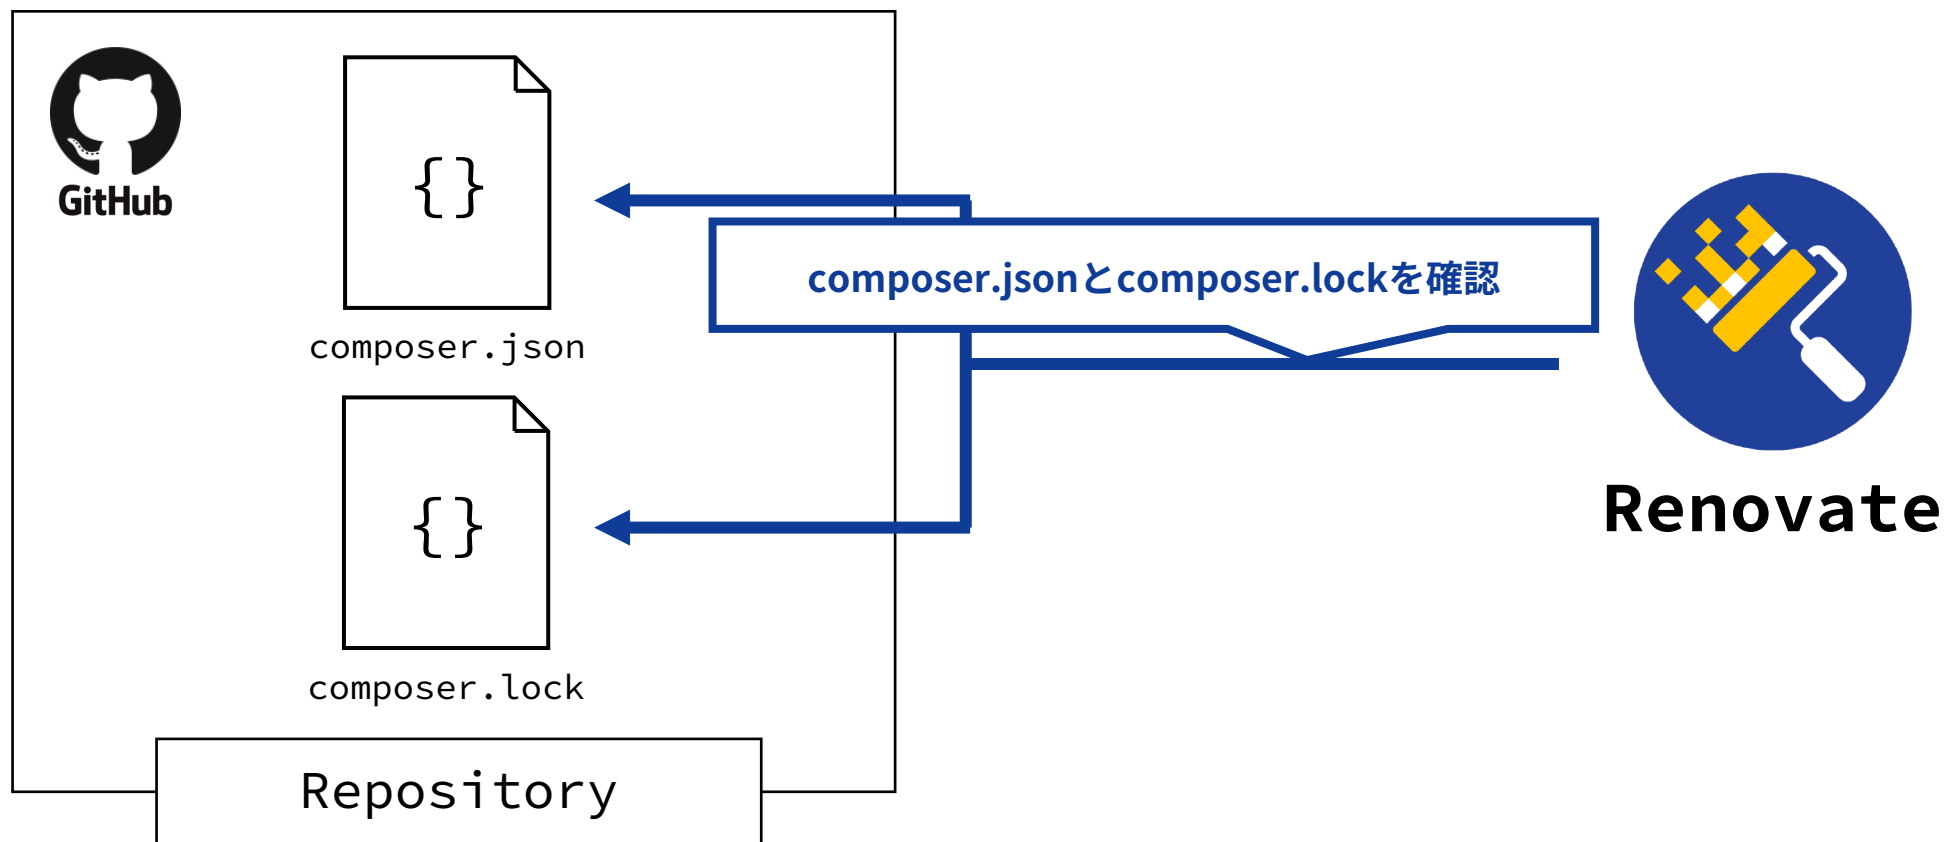 GitHub
{}
composer.json
composer.jsonとcomposer.lockを確認
Renovate
{}
composer.lock
Repository